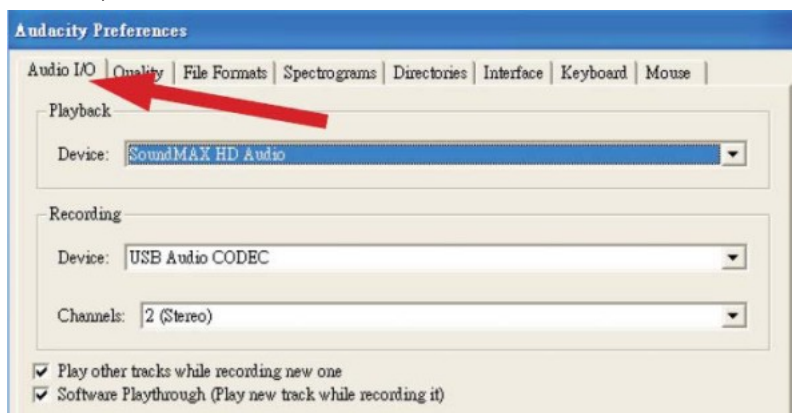 Audacity Preferences
Audio I/O Quality File Formats Spectrograms Directories Interface Keyboard Mouse
Playback
Device: SoundMAX HD Audio
Recording
Device: USB Audio CODEC
Channels: 2 (Stereo)
Play other tracks while recording new one
Software Playthrough (Play new track while recording it)